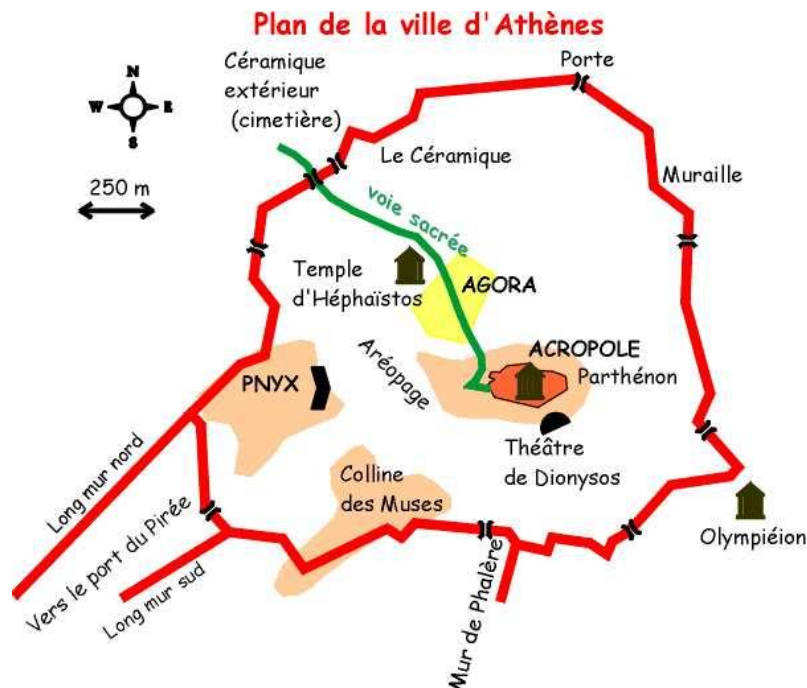 Plan de la ville d'Athènes
N
W
E
S
250 m
Céramique
extérieur
(cimetière)
Porte
Le Céramique
Muraille
voie sacrée
Temple
d'Héphaïstos
AGORA
Aréopage
ACROPOLE
Parthénon
PNYX
Théâtre
de Dionysos
Colline
des Muses
Long mur nord
Vers le port du Pirée
Long mur sud
Mur de Phalère
Olympiéion